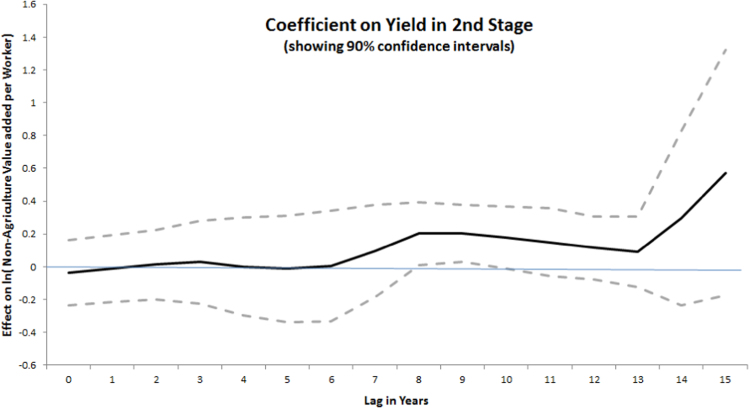 Coefficient on Yield in 2nd Stage
(showing 90% confidence intervals)
Effect on ln( Non-Agriculture Value added per Worker)
1.6
1.4
1.2
1
0.8
0.6
0.4
0.2
0
-0.2
-0.4
-0.6
0 1 2 3 4 5 6 7 8 9 10 11 12 13 14 15
Lag in Years